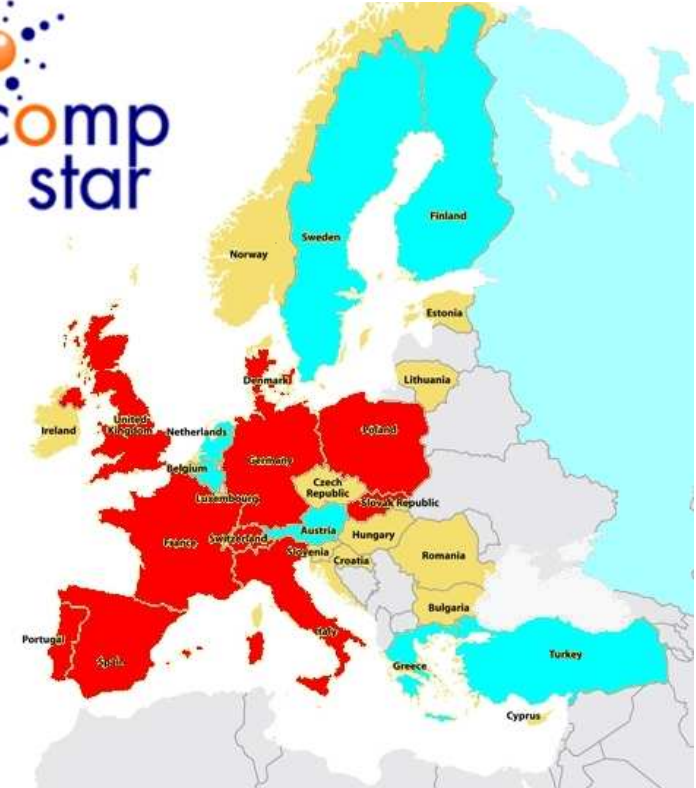 comp
star
Norway
Sweden
Finland
Estonia
Lithuania
Denmark
Ireland
United
Kingdom
Netherlands
Belgium
Luxembourg
Germany
Poland
Czech
Republic
Slovak Republic
France
Switzerland
Austria
Hungary
Slovenia
Croatia
Romania
Bulgaria
Portugal
Spain
Italy
Greece
Turkey
Cyprus